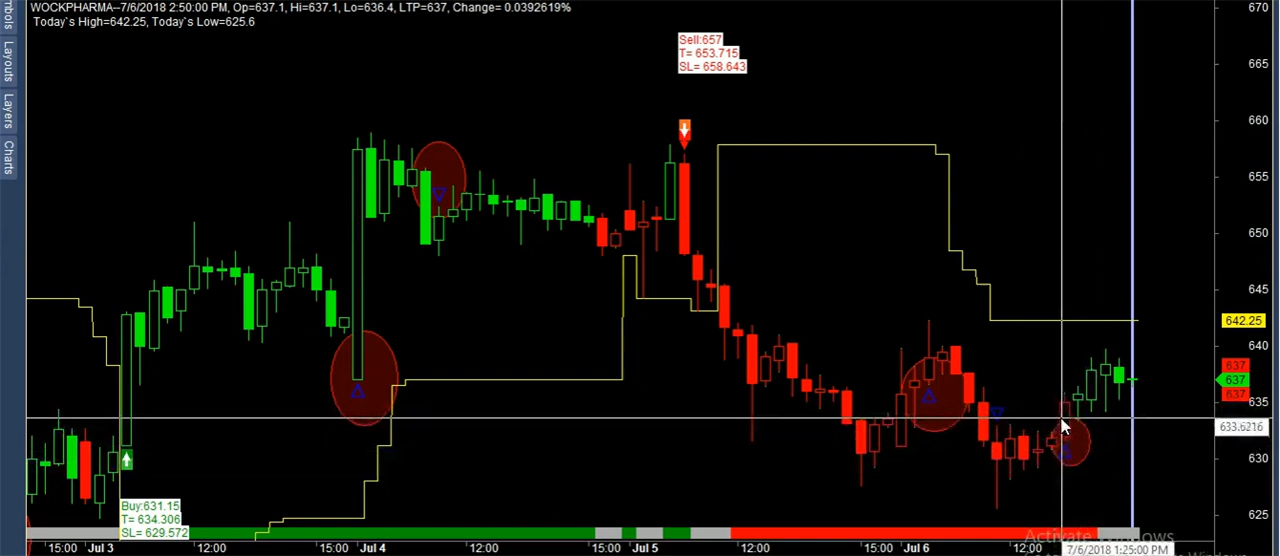 WOCKPHARMA--7/6/2018 2:50:00 PM, Op=637.1, Hi=637.1, Lo=636.4, LTP=637, Change= 0.0392619%
Today`s High=642.25, Today`s Low=625.6
Layouts
Layers
Charts
Sell:657
T= 653.715
SL= 658.643
Buy:631.15
T= 634.306
SL= 629.572
670
665
660
655
650
645
642.25
640
637
637
637
635
633.6216
630
625
15:00
Jul 3
12:00
15:00
Jul 4
12:00
15:00
Jul 5
12:00
15:00
Jul 6
12:00
7/6/2018 1:25:00 PM
Activate Windows